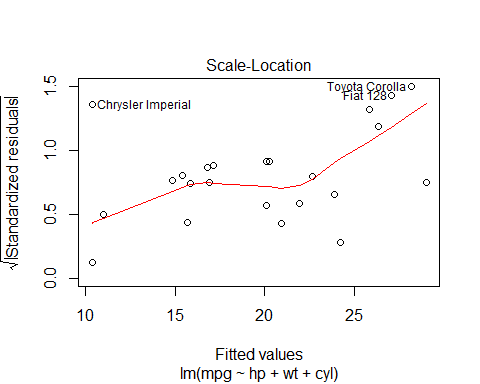 Scale-Location
Toyota Corolla
Fiat 128
Chrysler Imperial
√|Standardized residuals|
1.5
1.0
0.5
0.0
10
15
20
25
Fitted values
lm(mpg ~ hp + wt + cyl)